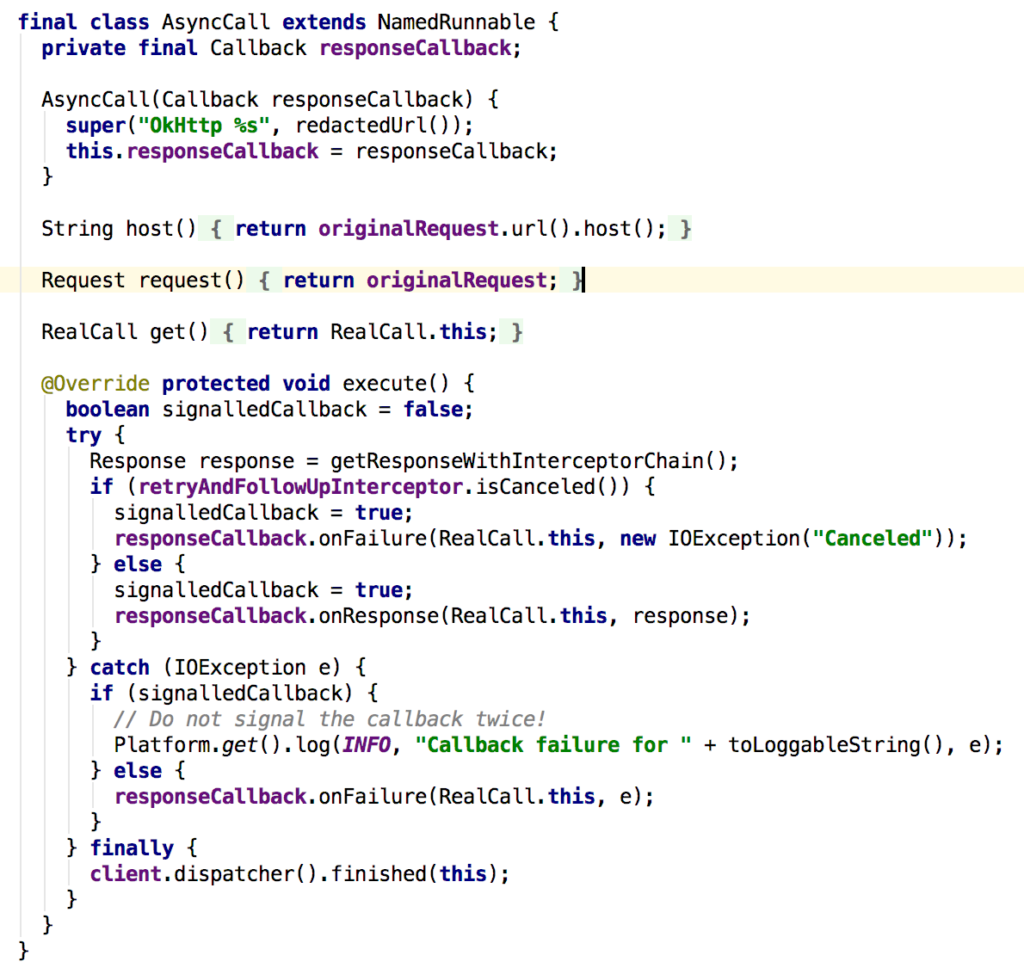 final class AsyncCall extends NamedRunnable {
  private final Callback responseCallback;

  AsyncCall(Callback responseCallback) {
    super("OkHttp %s", redactedUrl());
    this.responseCallback = responseCallback;
  }

  String host() { return originalRequest.url().host(); }

  Request request() { return originalRequest; }

  RealCall get() { return RealCall.this; }

  @Override protected void execute() {
    boolean signalledCallback = false;
    try {
      Response response = getResponseWithInterceptorChain();
      if (retryAndFollowUpInterceptor.isCanceled()) {
        signalledCallback = true;
        responseCallback.onFailure(RealCall.this, new IOException("Canceled"));
      } else {
        signalledCallback = true;
        responseCallback.onResponse(RealCall.this, response);
      }
    } catch (IOException e) {
      if (signalledCallback) {
        // Do not signal the callback twice!
        Platform.get().log(INFO, "Callback failure for " + toLoggableString(), e);
      } else {
        responseCallback.onFailure(RealCall.this, e);
      }
    } finally {
      client.dispatcher().finished(this);
    }
  }
}